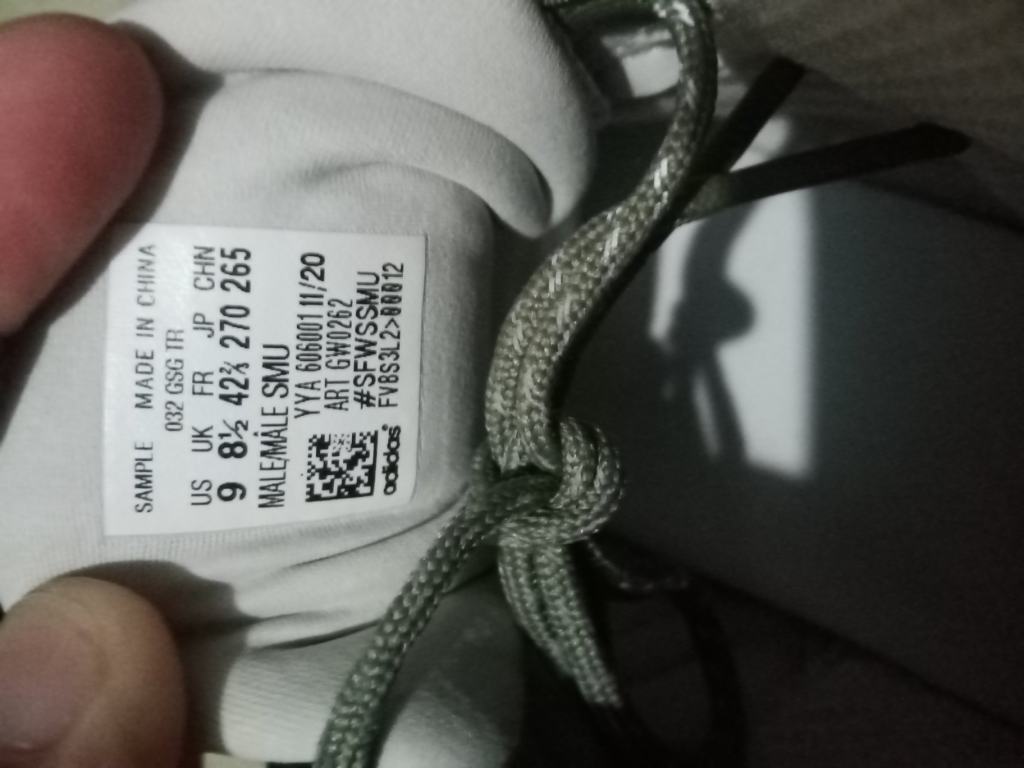 SAMPLE MADE IN CHINA
032 GSG TR
US UK FR JP CHN
9 8½ 42⅔ 270 265
MALE/MÂLE SMU
YYA 606001 11/20
ART GW0262
#SFWSSMU
FVBS3L2>00012
adidas